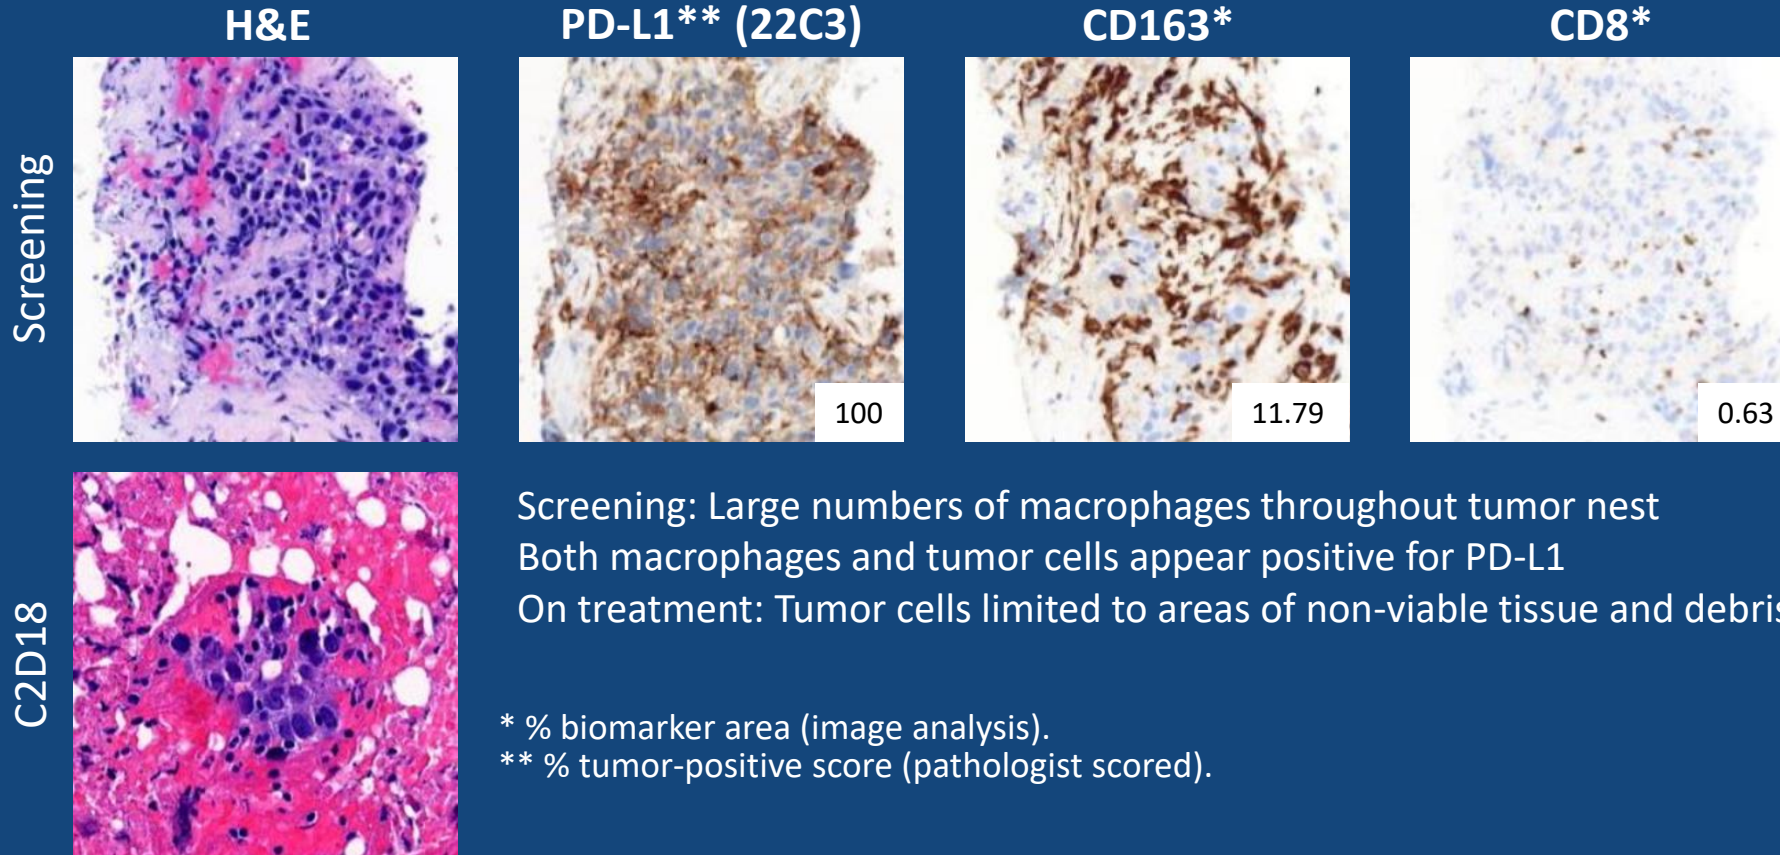 H&E
PD-L1** (22C3)
CD163*
CD8*
Screening
100
11.79
0.63
C2D18
Screening: Large numbers of macrophages throughout tumor nest
Both macrophages and tumor cells appear positive for PD-L1
On treatment: Tumor cells limited to areas of non-viable tissue and debris
* % biomarker area (image analysis).
** % tumor-positive score (pathologist scored).